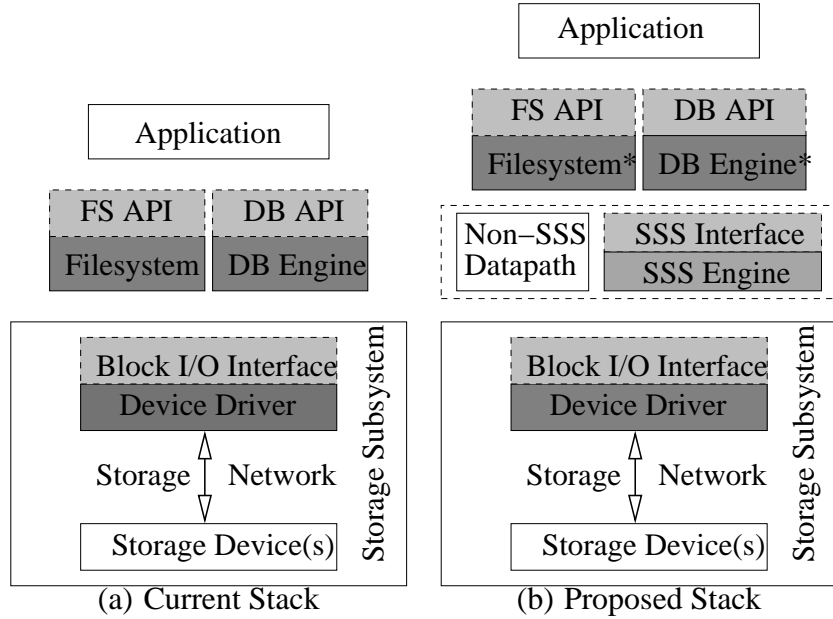 Application
FS API
DB API
Filesystem
DB Engine
Block I/O Interface
Device Driver
Storage Network
Storage Device(s)
Storage Subsystem
(a) Current Stack
Application
FS API
DB API
Filesystem*
DB Engine*
Non–SSS
Datapath
SSS Interface
SSS Engine
Block I/O Interface
Device Driver
Storage Network
Storage Device(s)
Storage Subsystem
(b) Proposed Stack